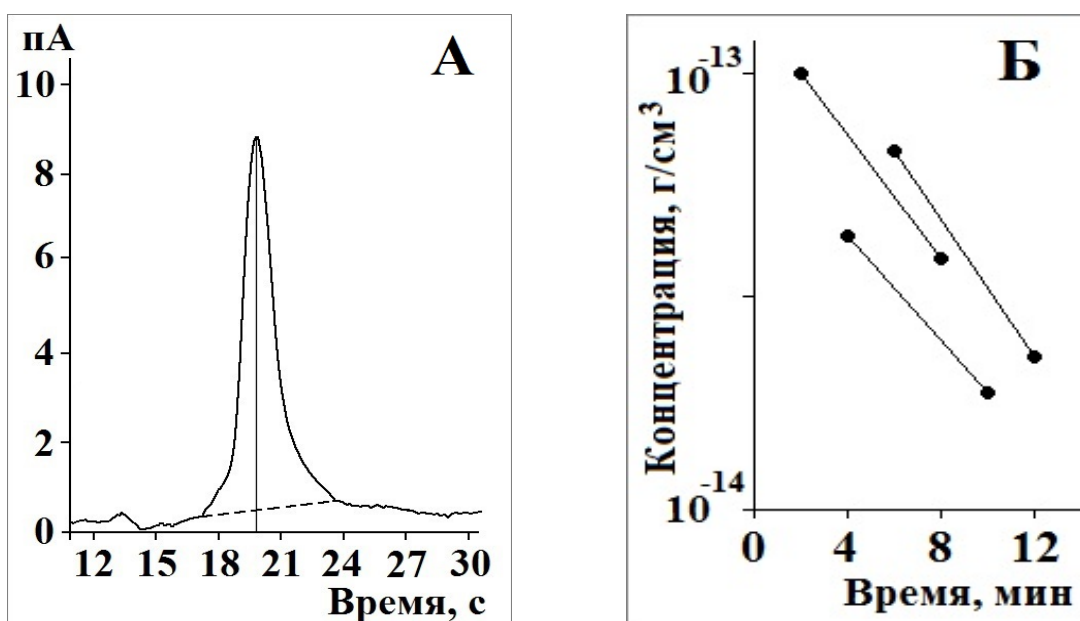 пА
А
10
8
6
4
2
0
12 15 18 21 24 27 30
Время, с
Б
10-13
Концентрация, г/см3
10-14
0 4 8 12
Время, мин